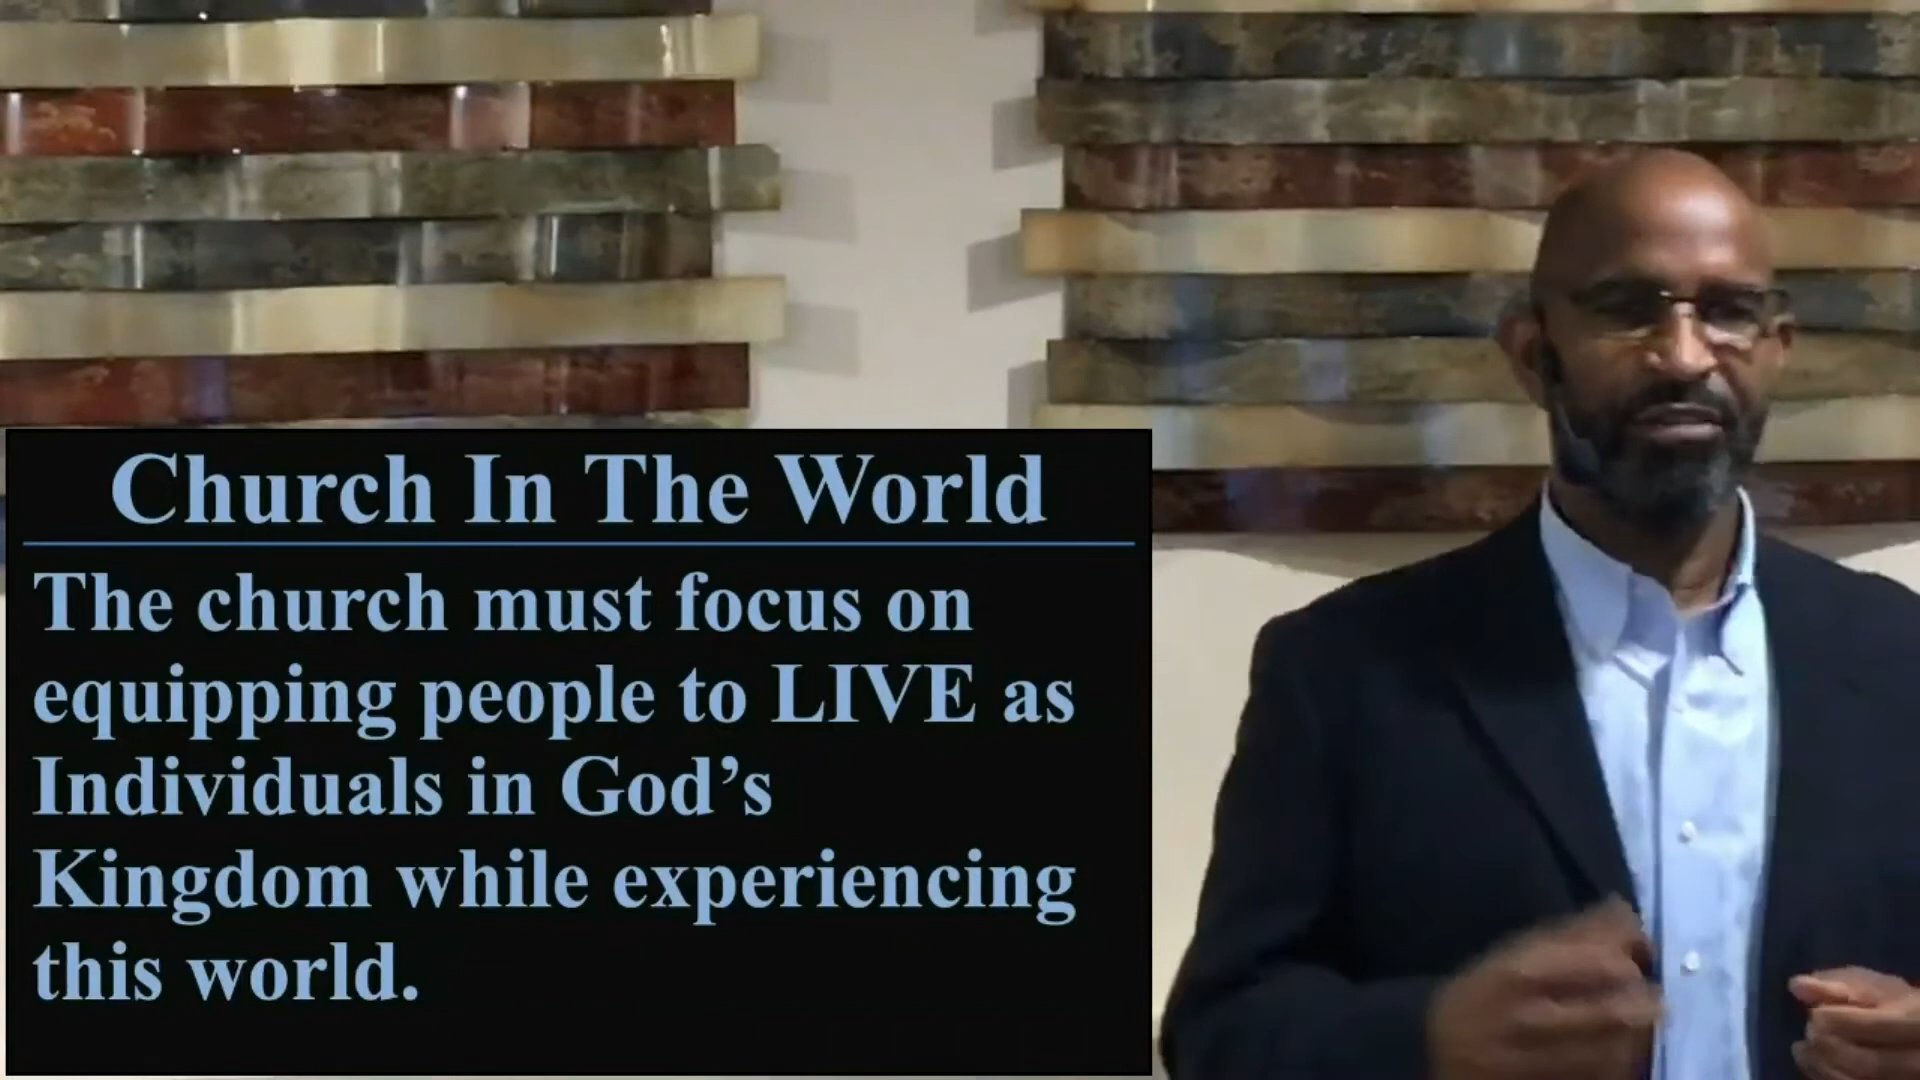 Church In The World
The church must focus on
equipping people to LIVE as
Individuals in God’s
Kingdom while experiencing
this world.